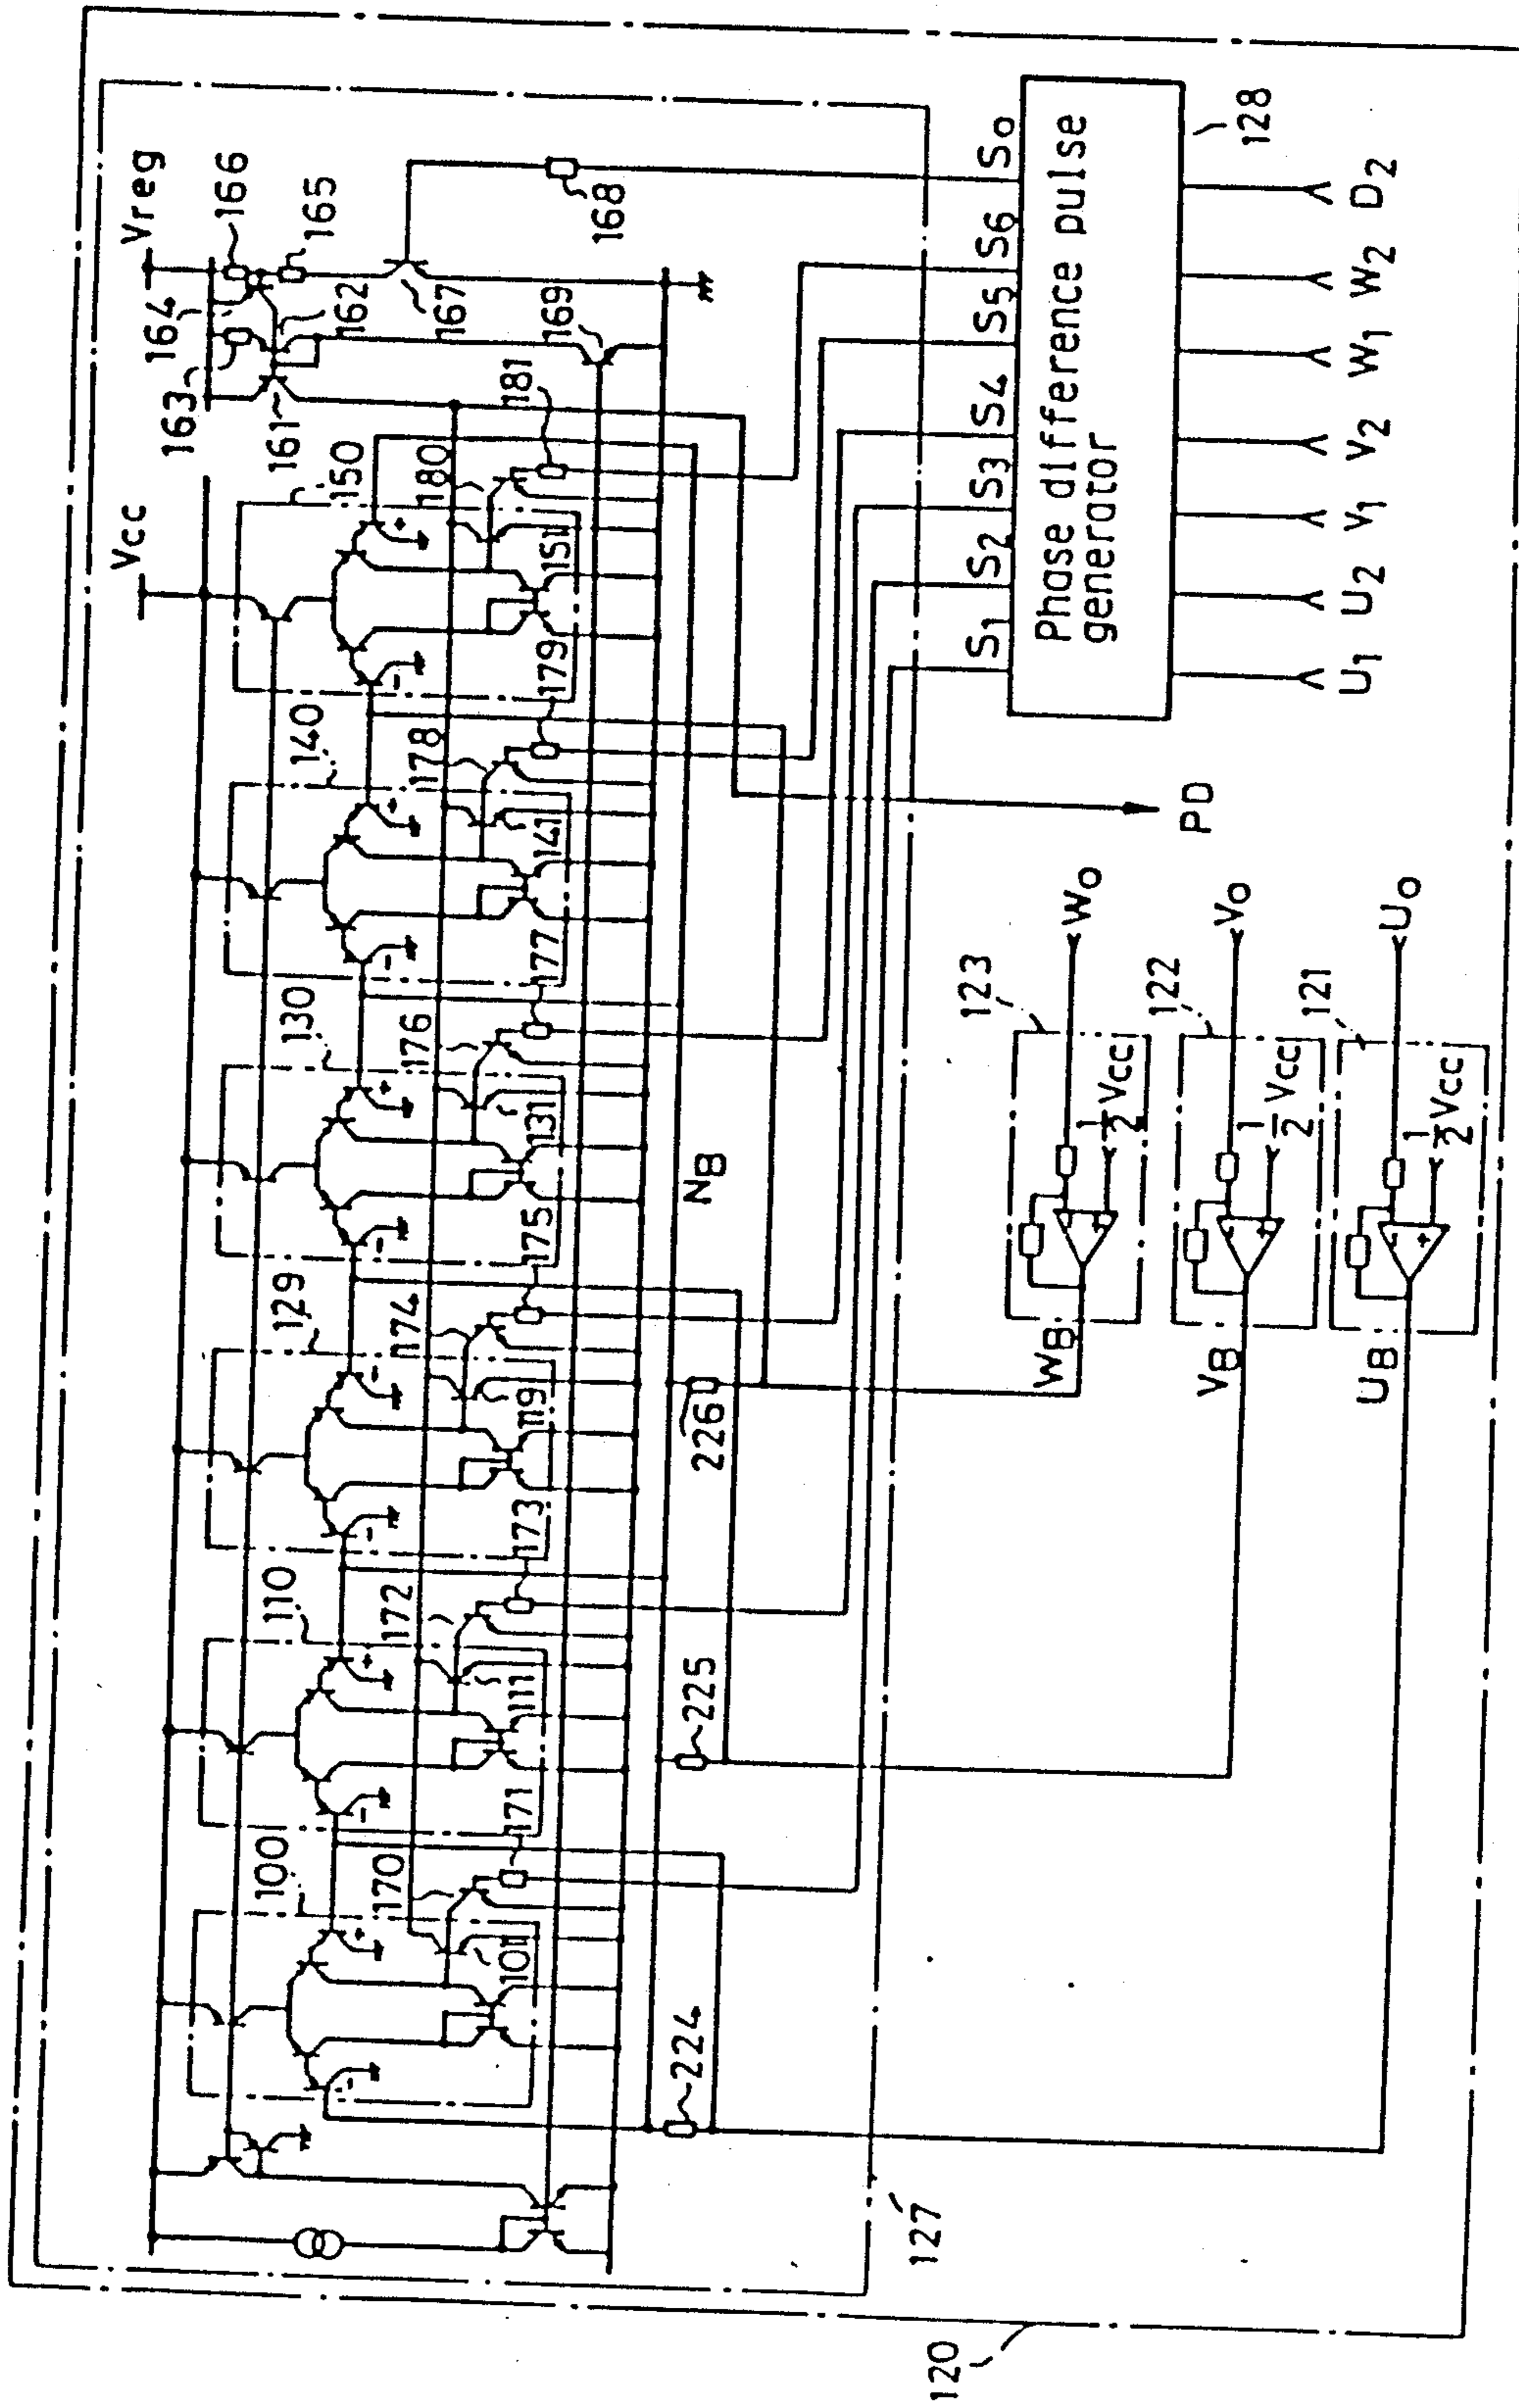 Vcc
Vreg
166
165
164
163
162
161
167
168
169
150
180
181
151
140
178
179
141
130
176
177
131
129
174
175
119
110
172
173
111
100
170
171
101
+
-
+
-
+
-
-
-
+
-
+
-
NB
224
225
226
S1
S2
S3
S4
S5
S6
S0
Phase difference pulse
generator
128
U1
U2
V1
V2
W1
W2
D2
PD
123
W0
1/2 Vcc
WB
122
V0
1/2 Vcc
VB
121
U0
1/2 Vcc
UB
- +
- +
- +
127
120